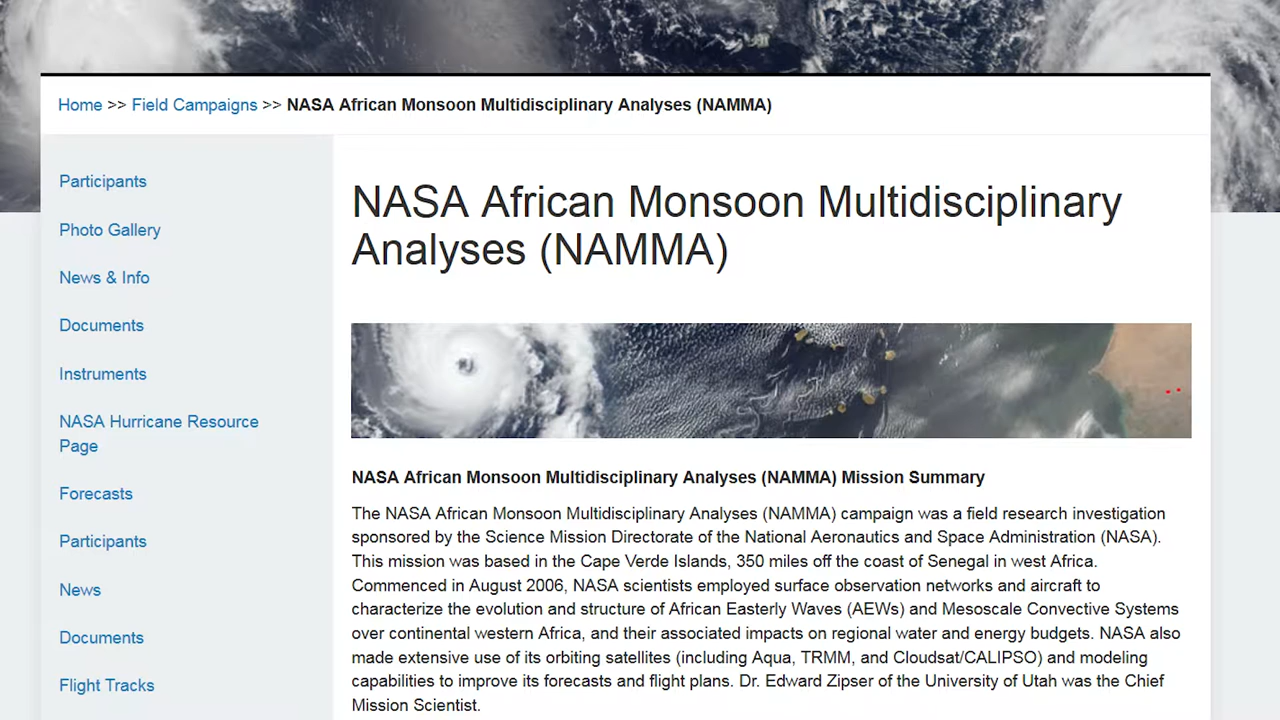 Home >> Field Campaigns >> NASA African Monsoon Multidisciplinary Analyses (NAMMA)
Participants
Photo Gallery
News & Info
Documents
Instruments
NASA Hurricane Resource
Page
Forecasts
Participants
News
Documents
Flight Tracks
NASA African Monsoon Multidisciplinary
Analyses (NAMMA)
NASA African Monsoon Multidisciplinary Analyses (NAMMA) Mission Summary
The NASA African Monsoon Multidisciplinary Analyses (NAMMA) campaign was a field research investigation
sponsored by the Science Mission Directorate of the National Aeronautics and Space Administration (NASA).
This mission was based in the Cape Verde Islands, 350 miles off the coast of Senegal in west Africa.
Commenced in August 2006, NASA scientists employed surface observation networks and aircraft to
characterize the evolution and structure of African Easterly Waves (AEWs) and Mesoscale Convective Systems
over continental western Africa, and their associated impacts on regional water and energy budgets. NASA also
made extensive use of its orbiting satellites (including Aqua, TRMM, and Cloudsat/CALIPSO) and modeling
capabilities to improve its forecasts and flight plans. Dr. Edward Zipser of the University of Utah was the Chief
Mission Scientist.